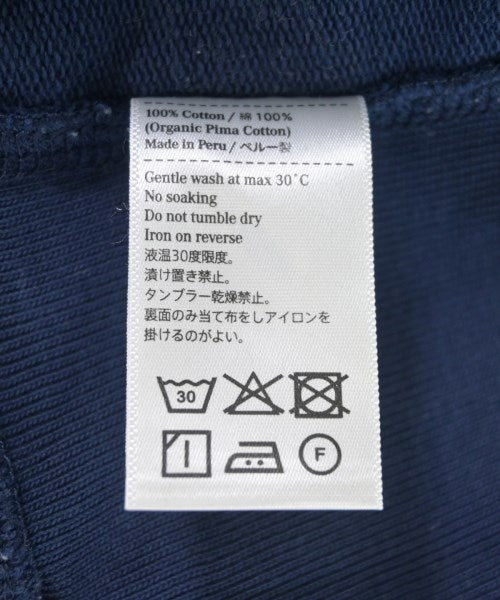 100% Cotton / 綿 100%
(Organic Pima Cotton)
Made in Peru / ペルー製
Gentle wash at max 30°C
No soaking
Do not tumble dry
Iron on reverse
液温30度限度。
漬け置き禁止。
タンブラー乾燥禁止。
裏面のみ当て布をしアイロンを
掛けるのがよい。
30
F